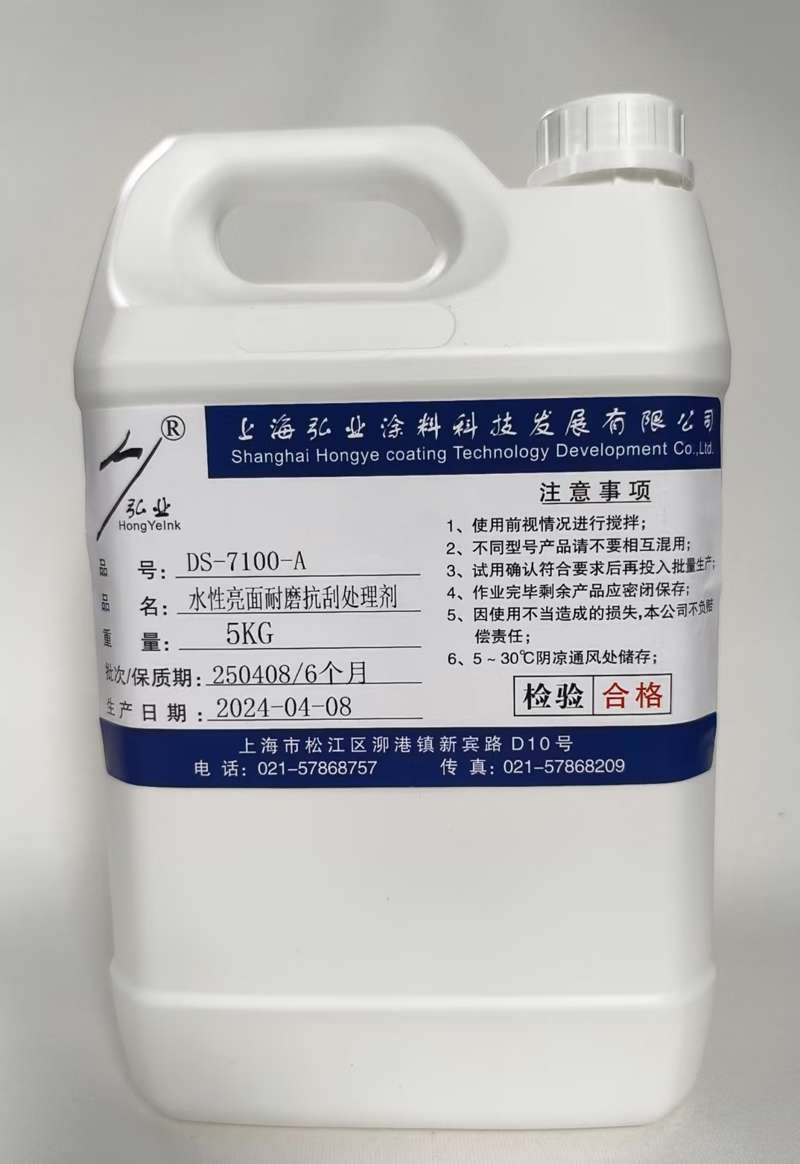 上海弘业涂料科技发展有限公司
Shanghai Hongye coating Technology Development Co.,Ltd.
®
弘业
HongYeInk
品 号: DS-7100-A
品 名: 水性亮面耐磨抗刮处理剂
重 量: 5KG
批次/保质期: 250408/6个月
生产日期: 2024-04-08
注意事项
1、使用前视情况进行搅拌;
2、不同型号产品请不要相互混用;
3、试用确认符合要求后再投入批量生产;
4、作业完毕剩余产品应密闭保存;
5、因使用不当造成的损失,本公司不负赔
偿责任;
6、5~30℃阴凉通风处储存;
检验 合格
上海市松江区泖港镇新宾路D10号
电话: 021-57868757 传真: 021-57868209